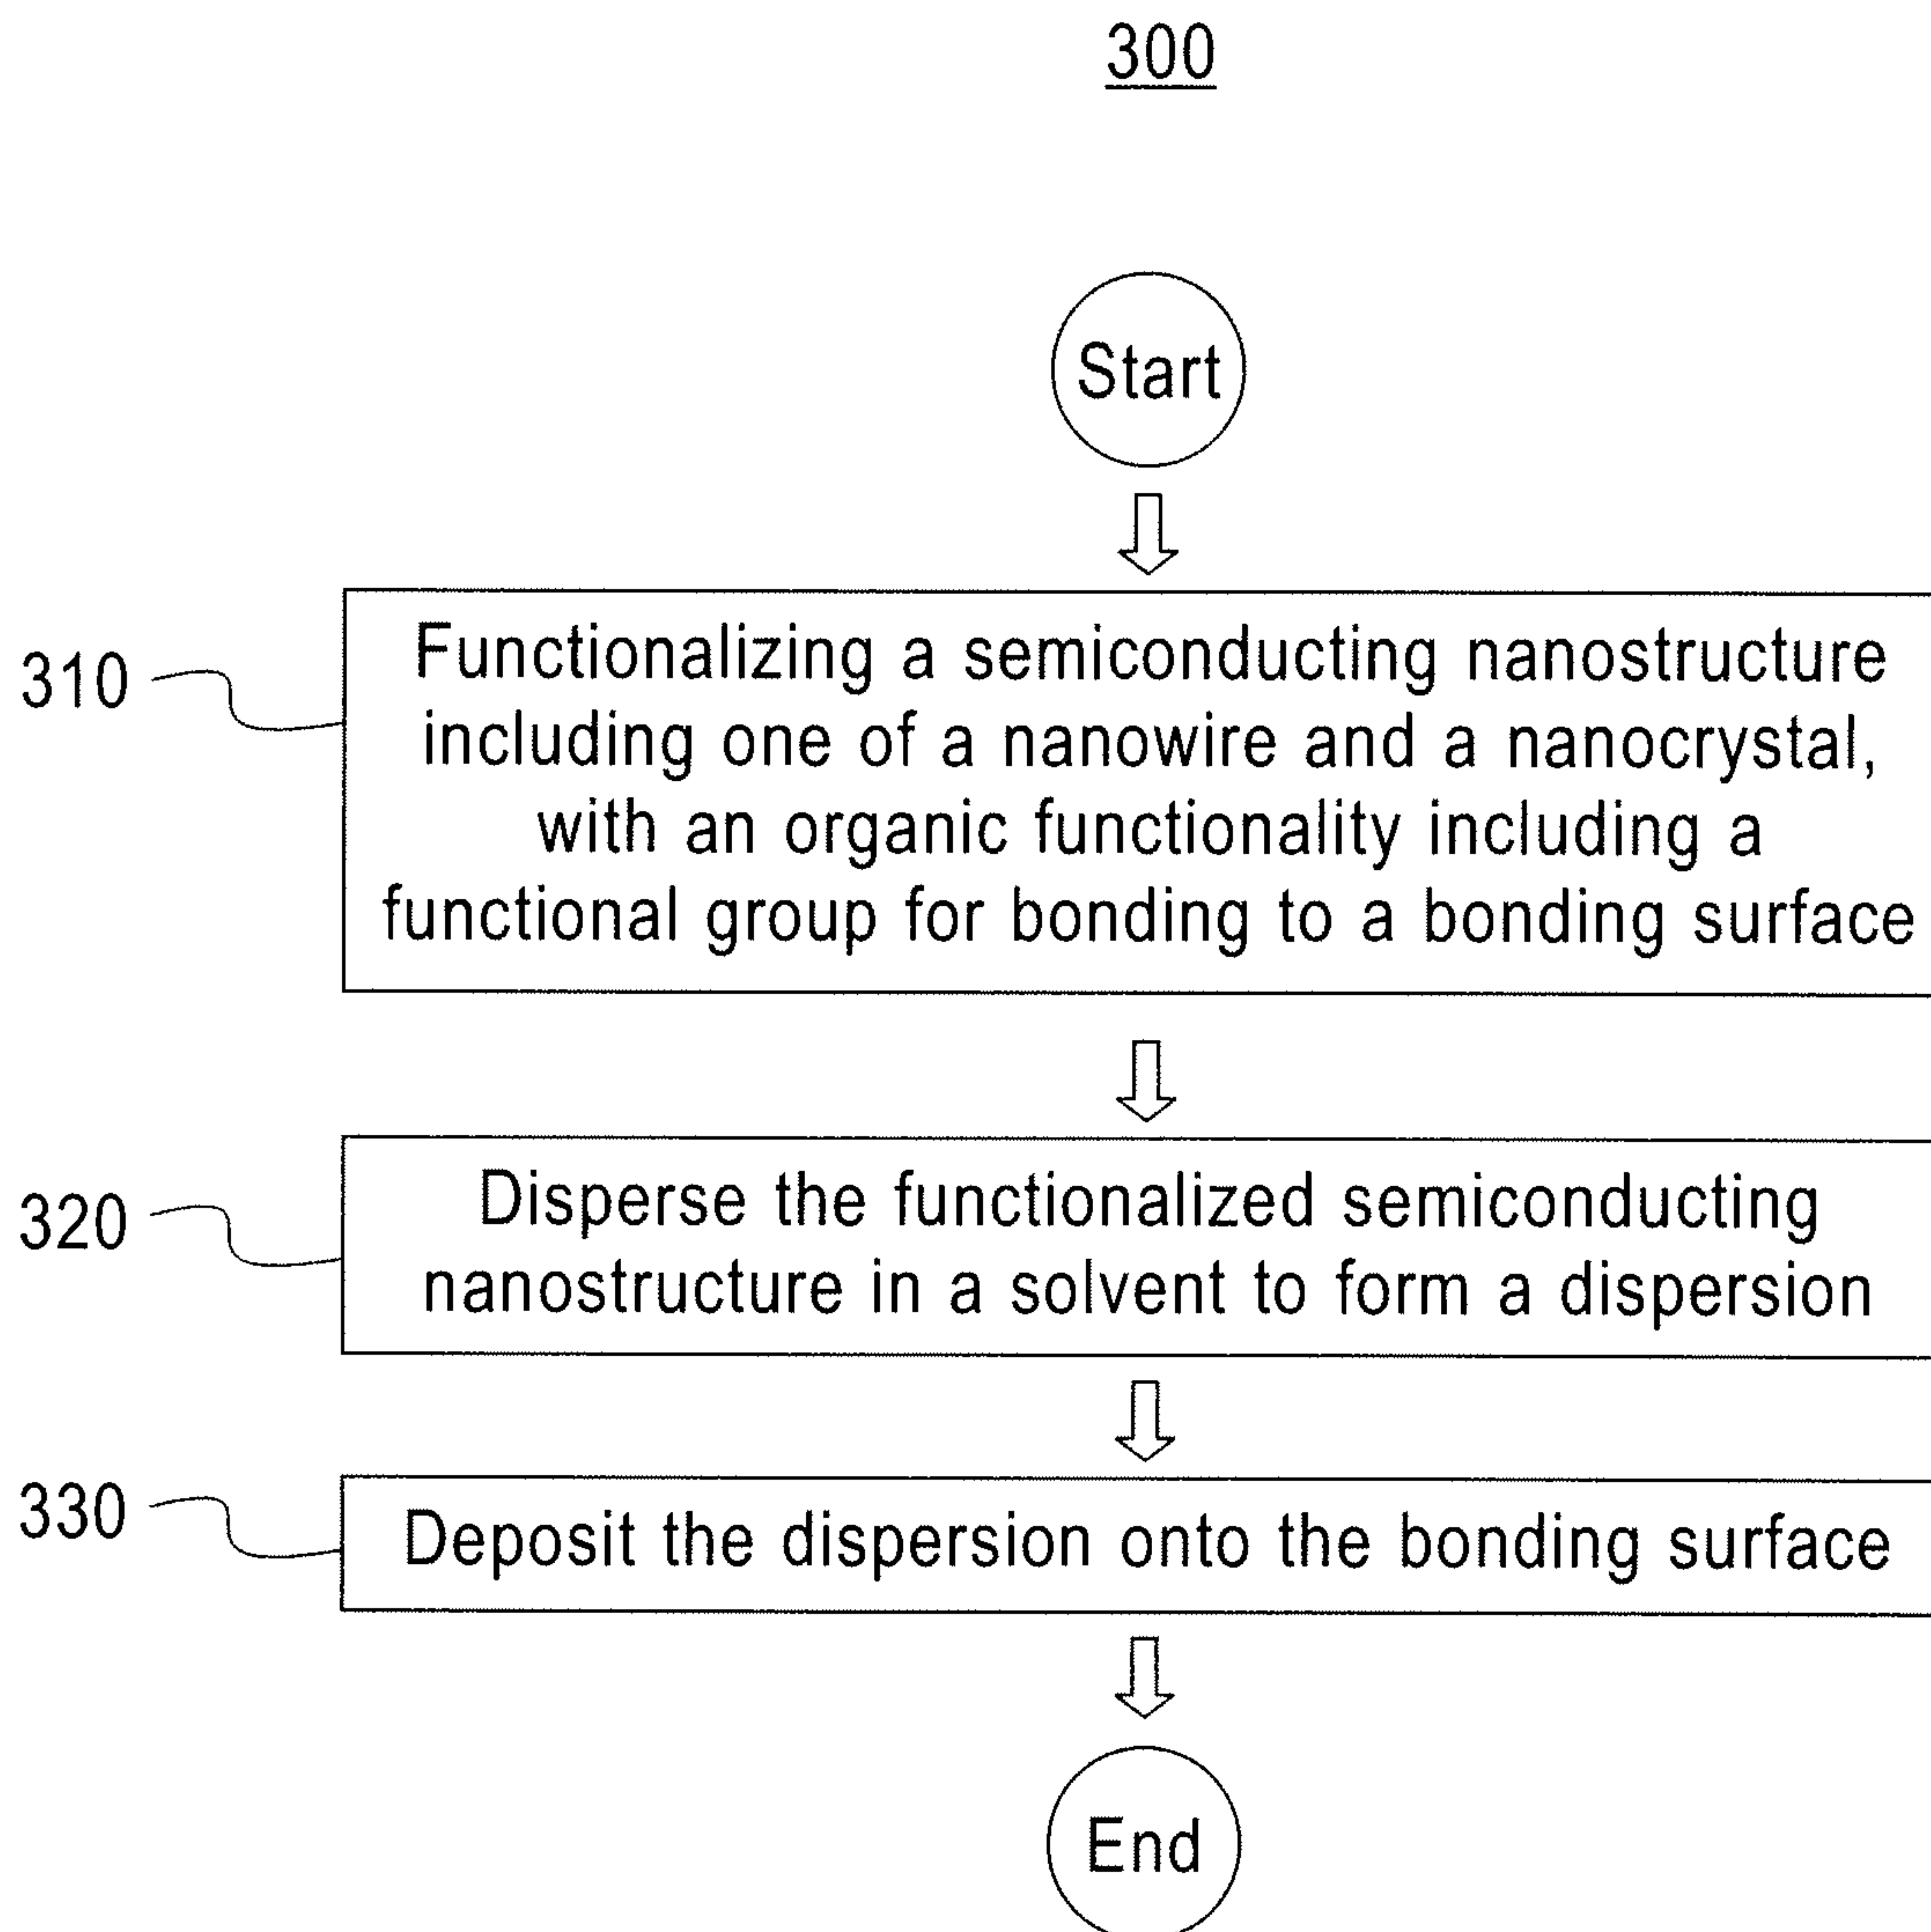 300
Start
310
Functionalizing a semiconducting nanostructure
including one of a nanowire and a nanocrystal,
with an organic functionality including a
functional group for bonding to a bonding surface
320
Disperse the functionalized semiconducting
nanostructure in a solvent to form a dispersion
330
Deposit the dispersion onto the bonding surface
End